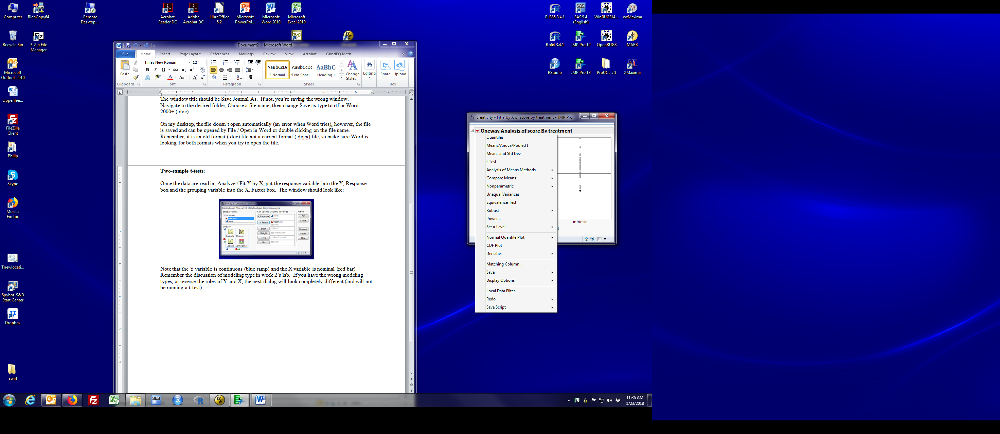 Computer
RichCopy64
Remote
Desktop ...
Acrobat
Reader DC
Adobe
Acrobat DC
LibreOffice
5.2
Microsoft
PowerPoi...
Microsoft
Word 2010
Microsoft
Excel 2010
R i386 3.4.1
SAS 9.4
(English)
WinBUGS14...
wxMaxima
Recycle Bin
7-Zip File
Manager
R x64 3.4.1
JMP Pro 12
OpenBUGS
MARK
Microsoft
Outlook 2010
RStudio
JMP Pro 13
ProUCL 5.1
XMaxima
Oppenhei...
FileZilla
Client
Philip
Skype
Mozilla
Firefox
Tnewlocati...
Spybot-S&D
Start Center
Dropbox
swirl
Document2 - Microsoft Word
File Home Insert Page Layout References Mailings Review View Acrobat GrindEQ Math
Paste
Clipboard
Times New Roman 12
B I U abc x₂ x²
Font
Paragraph
AaBbCcDc AaBbCcDc AaBbC
¶ Normal ¶ No Spaci... Heading 1
Change
Styles
Styles
Editing
Share Upload
Box
1 2 3 4 5 6 7
The window title should be Save Journal As. If not, you’re saving the wrong window.
Navigate to the desired folder, Choose a file name, then change Save as type to rtf or Word
2000+ (.doc).
On my desktop, the file doesn’t open automatically (an error when Word tries), however, the file
is saved and can be opened by File / Open in Word or double clicking on the file name.
Remember, it is an old format (.doc) file not a current format (.docx) file, so make sure Word is
looking for both formats when you try to open the file.
Two-sample t-tests:
Once the data are read in, Analyze / Fit Y by X, put the response variable into the Y, Response
box and the grouping variable into the X, Factor box. The window should look like:
Fit Y by X - Contextual - JMP Pro
Distribution of Y for each X. Modeling types determine analysis.
Select Columns
Cast Selected Columns into Roles
Action
2 Columns
treatment
score
Y, Response
score
optional
X, Factor
treatment
optional
Block
optional
Weight
optional numeric
Freq
optional numeric
By
optional
OK
Cancel
Remove
Recall
Help
Oneway
Bivariate Oneway
Logistic Contingency
Note that the Y variable is continuous (blue ramp) and the X variable is nominal (red bar).
Remember the discussion of modeling type in week 2’s lab. If you have the wrong modeling
types, or reverse the roles of Y and X, the next dialog will look completely different (and will not
be running a t-test).
creativity - Fit Y by X of score by treatment - JMP Pro
Oneway Analysis of score By treatment
Quantiles
Means/Anova/Pooled t
Means and Std Dev
t Test
Analysis of Means Methods
Compare Means
Nonparametric
Unequal Variances
Equivalence Test
Robust
Power...
Set α Level
Normal Quantile Plot
CDF Plot
Densities
Matching Column...
Save
Display Options
Local Data Filter
Redo
Save Script
intrinsic
t
11:36 AM
1/23/2018